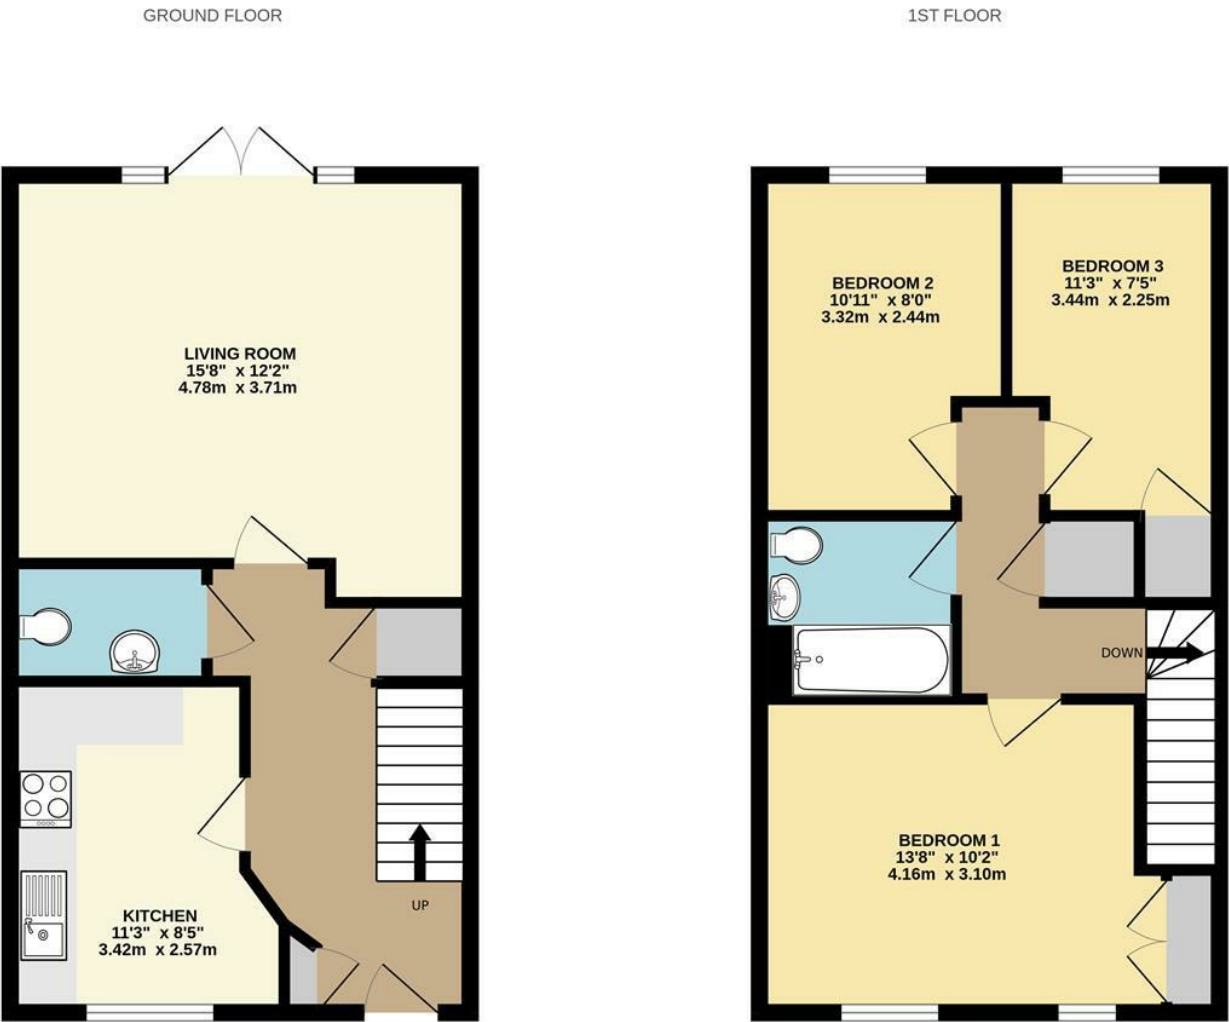 GROUND FLOOR
1ST FLOOR
LIVING ROOM
15'8" x 12'2"
4.78m x 3.71m
KITCHEN
11'3" x 8'5"
3.42m x 2.57m
UP
BEDROOM 2
10'11" x 8'0"
3.32m x 2.44m
BEDROOM 3
11'3" x 7'5"
3.44m x 2.25m
DOWN
BEDROOM 1
13'8" x 10'2"
4.16m x 3.10m